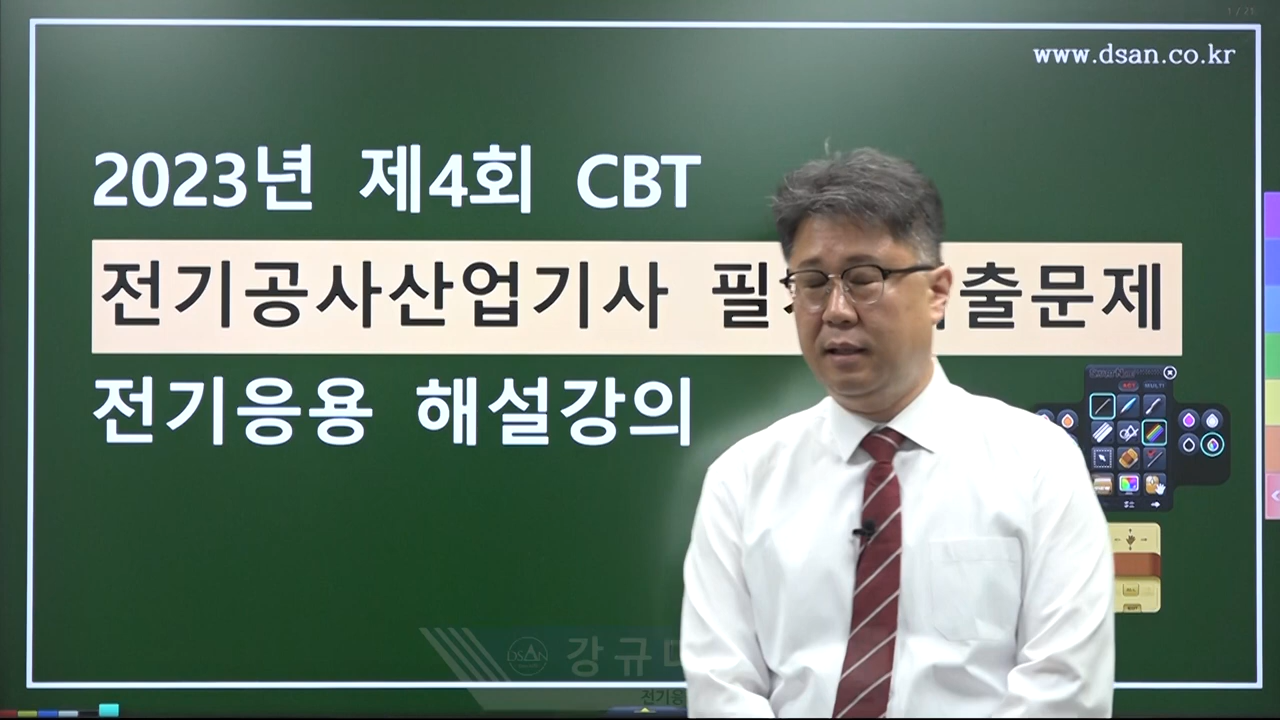 www.dsan.co.kr
2023년 제4회 CBT
전기공사산업기사 필 출문제
전기응용 해설강의
DSAN 강규